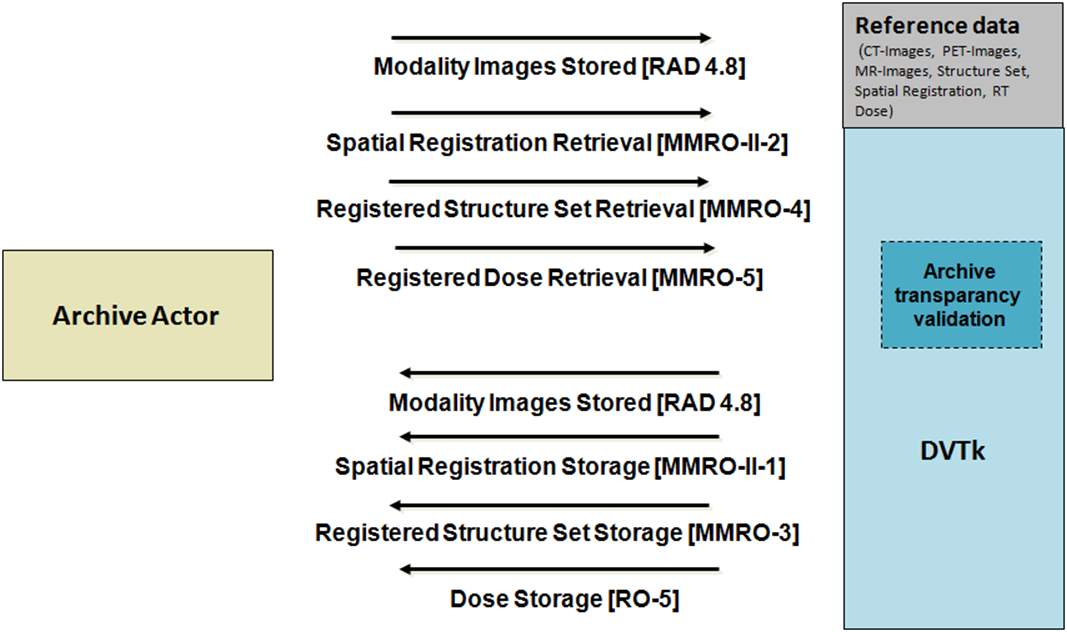 Reference data
(CT-Images, PET-Images,
MR-Images, Structure Set,
Spatial Registration, RT
Dose)
Modality Images Stored [RAD 4.8]
Spatial Registration Retrieval [MMRO-II-2]
Registered Structure Set Retrieval [MMRO-4]
Registered Dose Retrieval [MMRO-5]
Archive Actor
Archive
transparancy
validation
Modality Images Stored [RAD 4.8]
Spatial Registration Storage [MMRO-II-1]
Registered Structure Set Storage [MMRO-3]
Dose Storage [RO-5]
DVTk